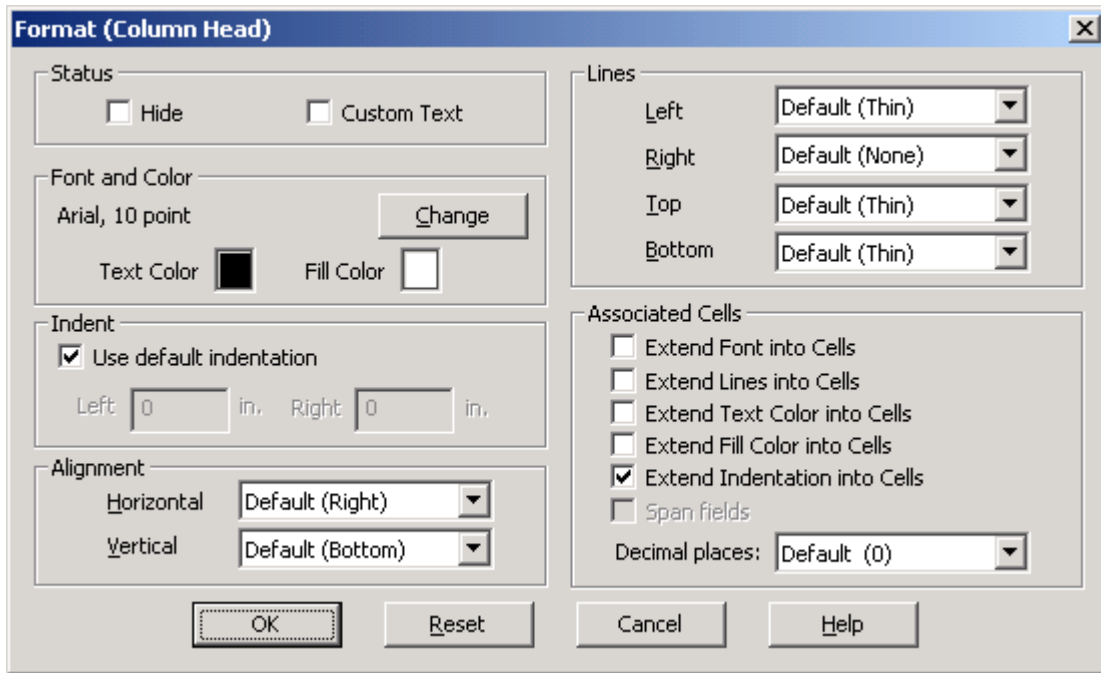 Format (Column Head)
Status
Hide Custom Text
Font and Color
Arial, 10 point Change
Text Color Fill Color
Indent
Use default indentation
Left 0 in. Right 0 in.
Alignment
Horizontal Default (Right)
Vertical Default (Bottom)
Lines
Left Default (Thin)
Right Default (None)
Top Default (Thin)
Bottom Default (Thin)
Associated Cells
Extend Font into Cells
Extend Lines into Cells
Extend Text Color into Cells
Extend Fill Color into Cells
Extend Indentation into Cells
Span fields
Decimal places: Default (0)
OK Reset Cancel Help